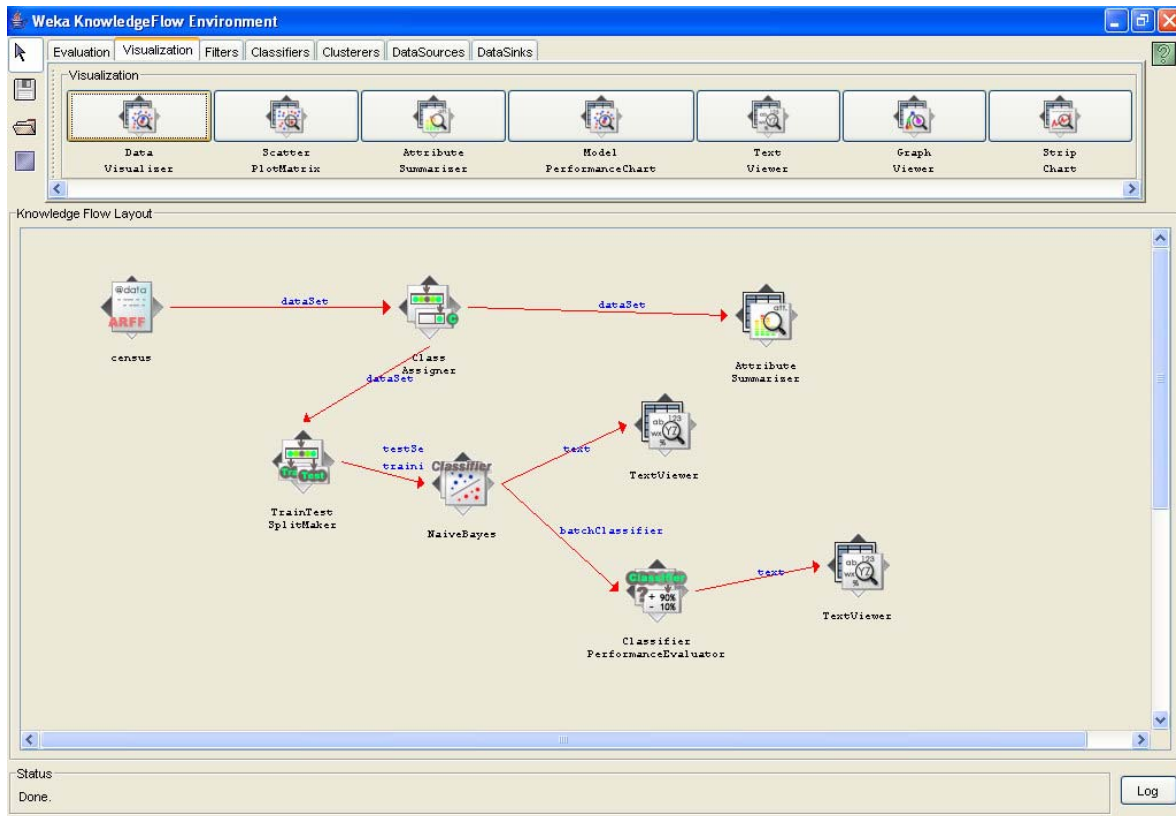 Weka KnowledgeFlow Environment
Evaluation Visualization Filters Classifiers Clusterers DataSources DataSinks
Visualization
Data
Visualiser
Scatter
PlotMatrix
Attribute
Summariser
Model
PerformanceChart
Text
Viewer
Graph
Viewer
Strip
Chart
Knowledge Flow Layout
@data
ARFF
census
dataSet
Class
Assigner
dataSet
Attribute
Summariser
dataSet
TrainTest
SplitMaker
testSe
traini
Classifier
NaiveBayes
text
TextViewer
batchClassifier
Classifier
+ 90%
- 10%
Classifier
PerformanceEvaluator
text
TextViewer
Status
Done.
Log